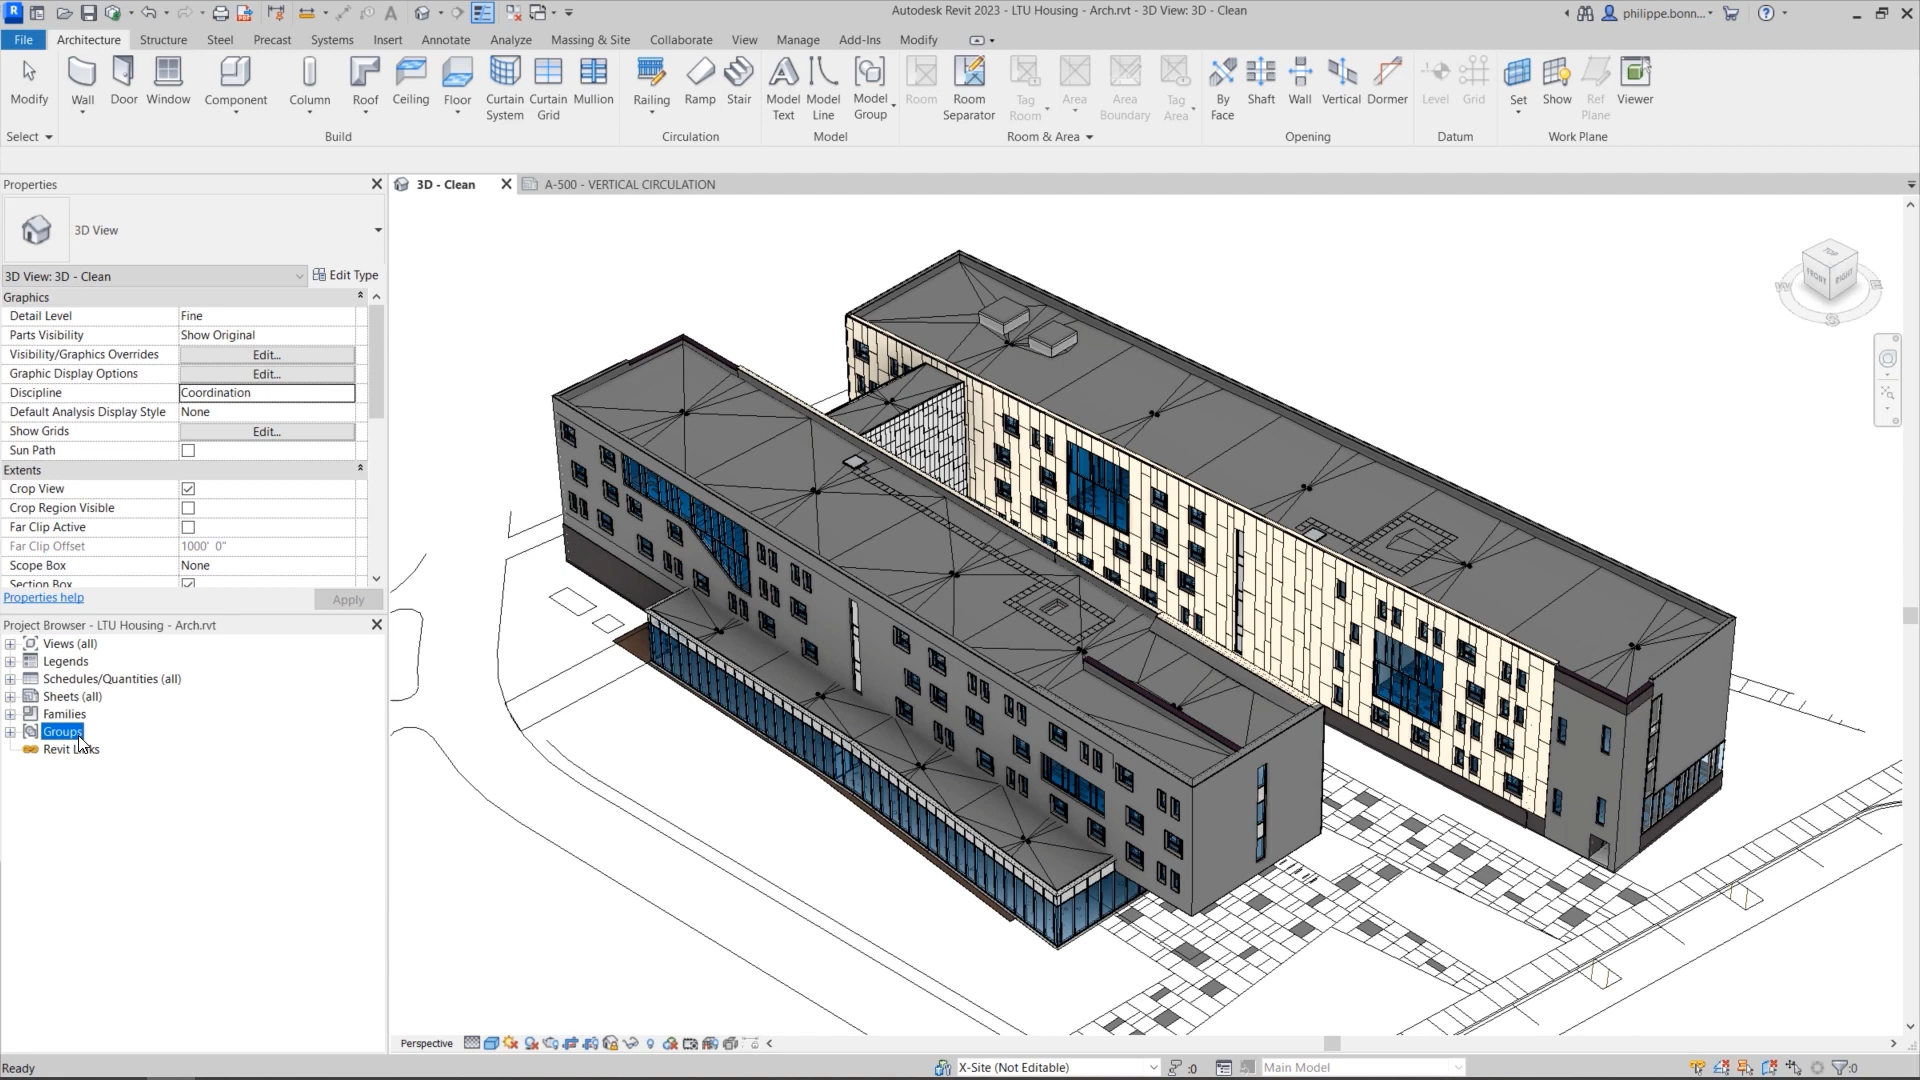 Autodesk Revit 2023 - LTU Housing - Arch.rvt - 3D View: 3D - Clean
philippe.bonn...
File Architecture Structure Steel Precast Systems Insert Annotate Analyze Massing & Site Collaborate View Manage Add-Ins Modify
Modify Wall Door Window Component Column Roof Ceiling Floor Curtain System Curtain Grid Mullion Railing Ramp Stair Model Text Model Line Model Group Room Room Separator Tag Room Area Area Boundary Tag Area By Face Shaft Wall Vertical Dormer Level Grid Set Show Ref Plane Viewer
Select Build Circulation Model Room & Area Opening Datum Work Plane
Properties
3D - Clean
A-500 - VERTICAL CIRCULATION
3D View
3D View: 3D - Clean
Edit Type
Graphics
Detail Level Fine
Parts Visibility Show Original
Visibility/Graphics Overrides Edit...
Graphic Display Options Edit...
Discipline Coordination
Default Analysis Display Style None
Show Grids Edit...
Sun Path
Extents
Crop View
Crop Region Visible
Far Clip Active
Far Clip Offset 1000' 0"
Scope Box None
Section Box
Properties help
Apply
Project Browser - LTU Housing - Arch.rvt
Views (all)
Legends
Schedules/Quantities (all)
Sheets (all)
Families
Groups
Revit Links
TOP
FRONT
RIGHT
W
E
S
Perspective
Ready
X-Site (Not Editable)
:0
Main Model
:0